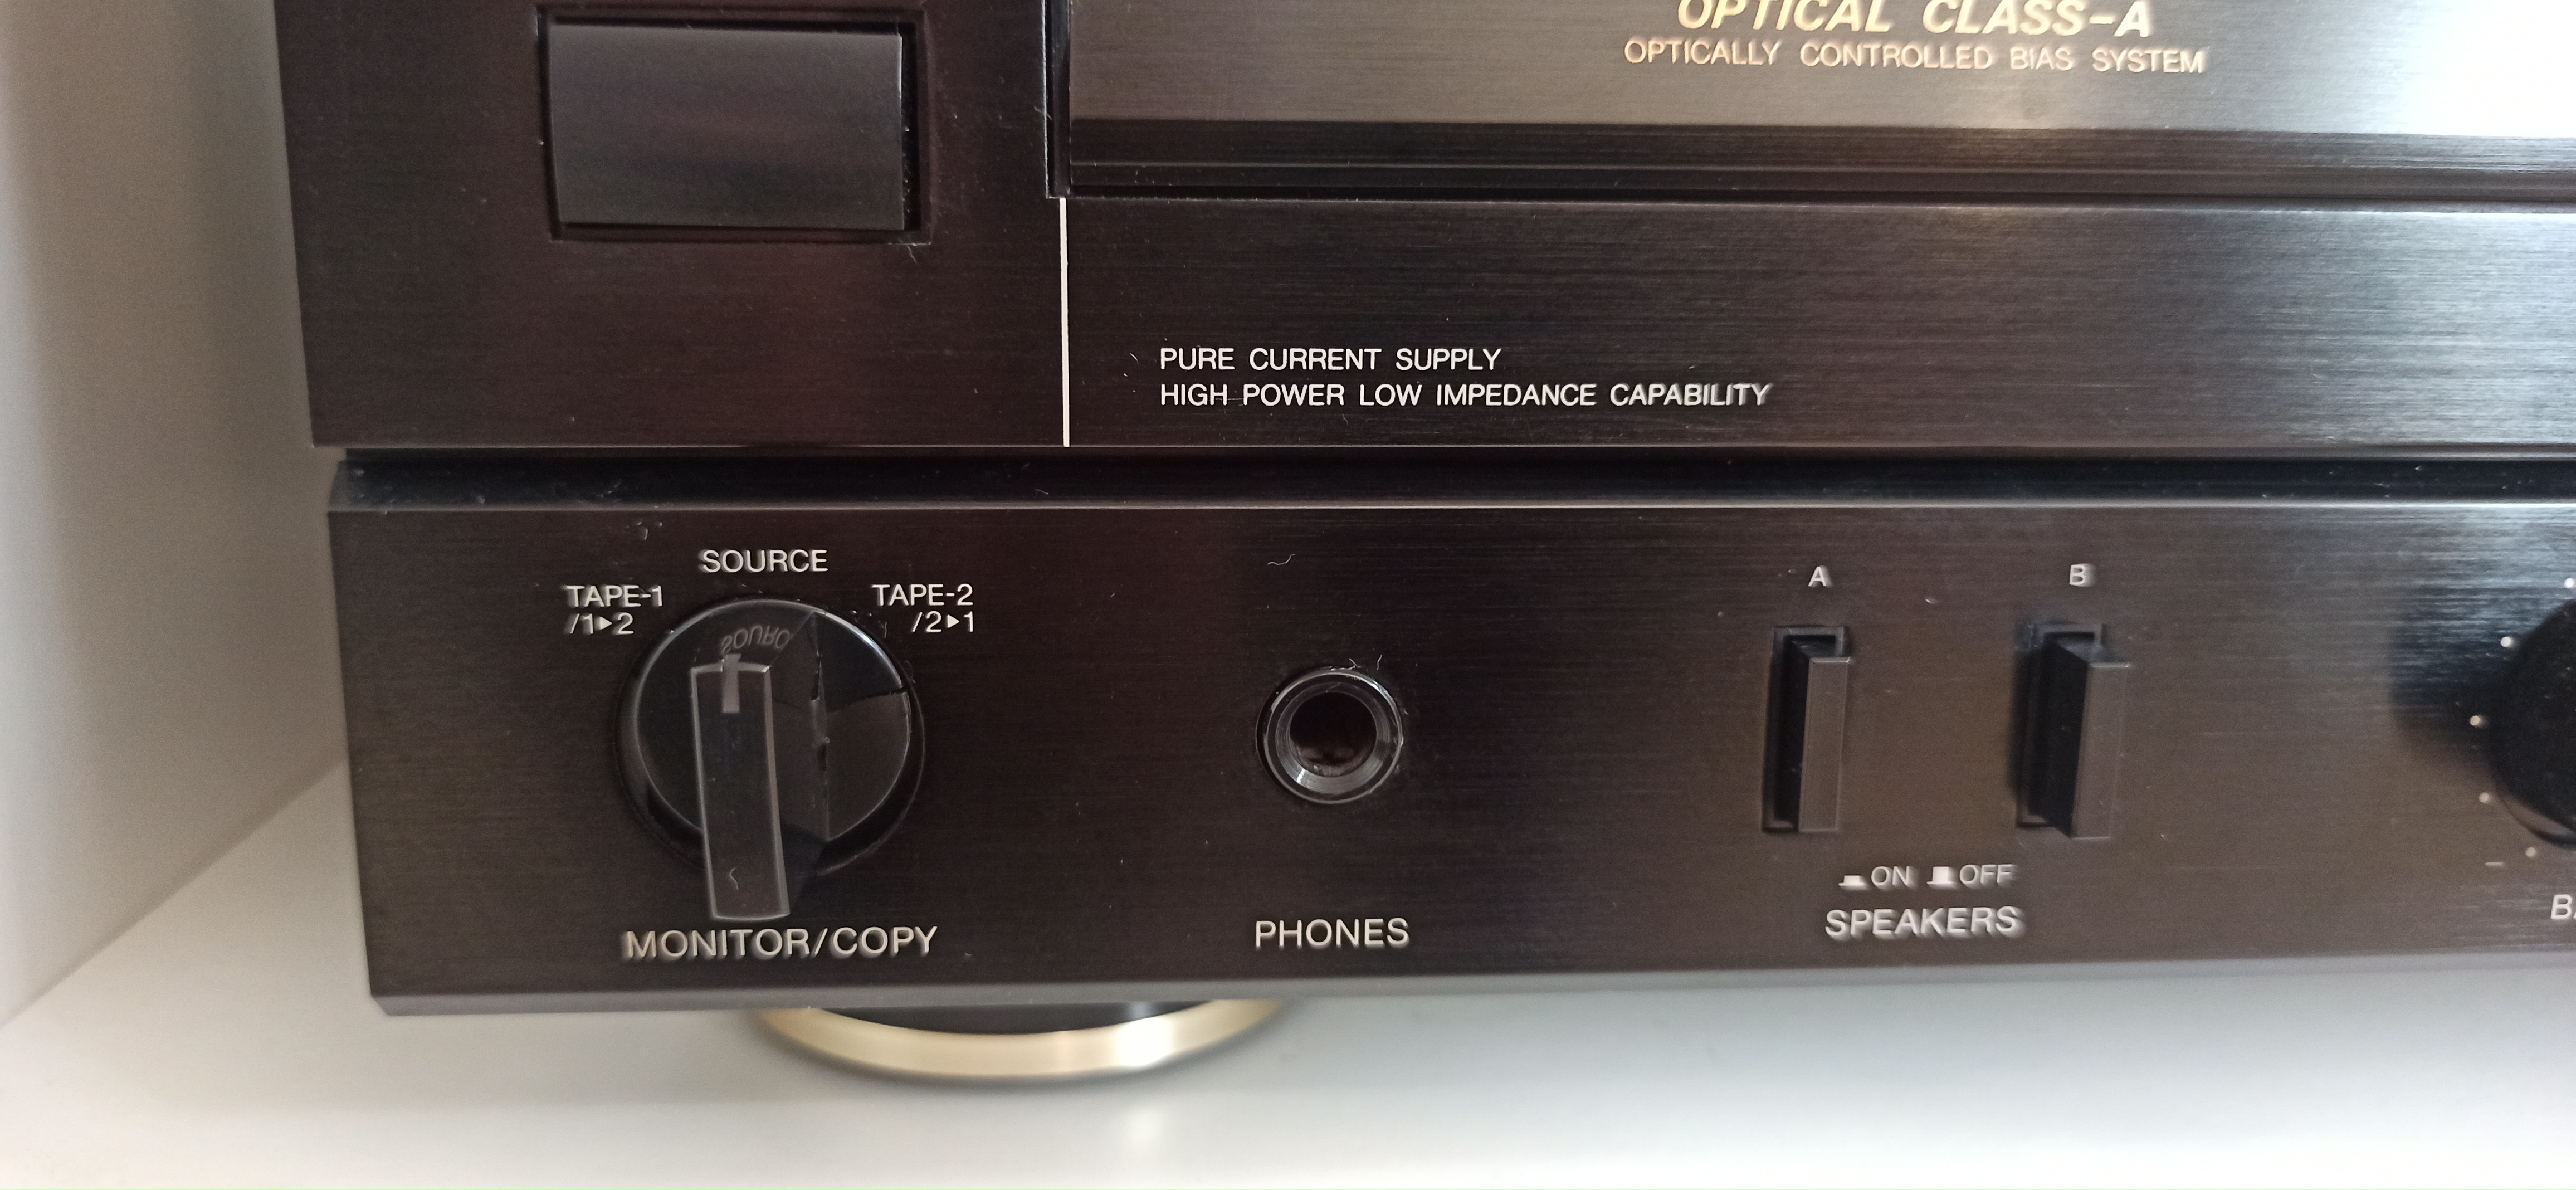 OPTICAL CLASS-A
OPTICALLY CONTROLLED BIAS SYSTEM
PURE CURRENT SUPPLY
HIGH POWER LOW IMPEDANCE CAPABILITY
SOURCE
TAPE-1
/1▸2
TAPE-2
/2▸1
MONITOR/COPY
PHONES
A
B
ON OFF
SPEAKERS